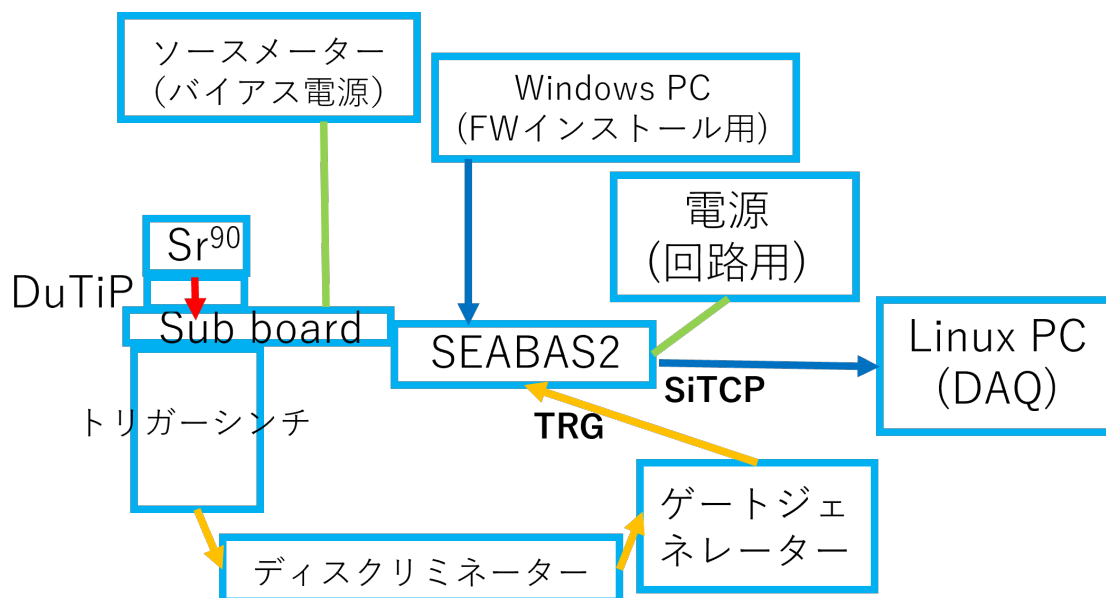 ソースメーター
（バイアス電源）
Windows PC
(FWインストール用)
電源
(回路用)
Sr90
DuTiP
Sub board
SEABAS2
Linux PC
(DAQ)
SiTCP
トリガーシンチ
TRG
ゲートジェ
ネレーター
ディスクリミネーター